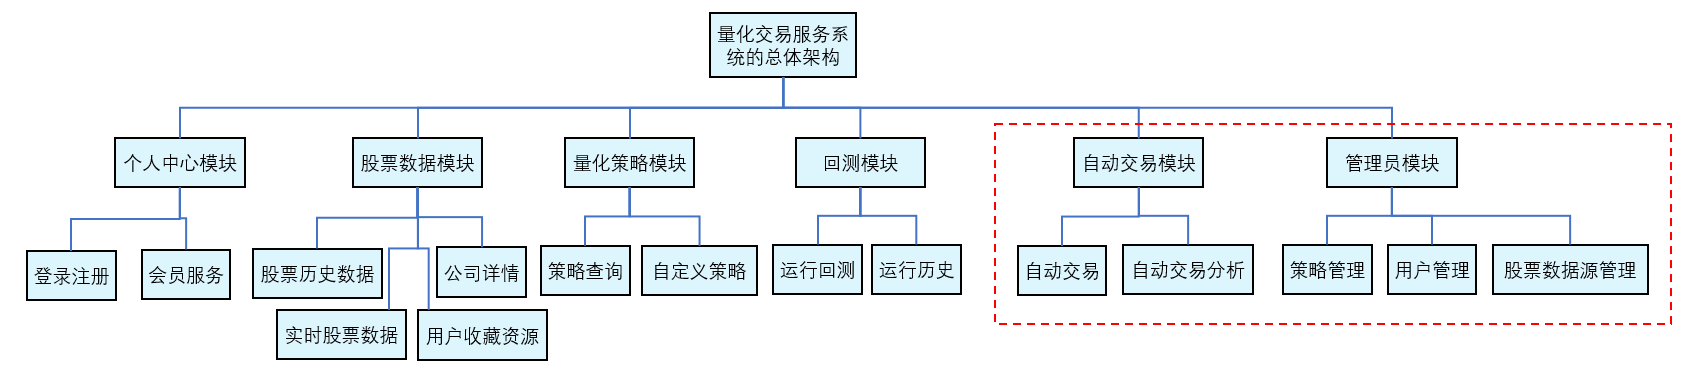 量化交易服务系
统的总体架构
个人中心模块
股票数据模块
量化策略模块
回测模块
自动交易模块
管理员模块
登录注册
会员服务
股票历史数据
公司详情
实时股票数据
用户收藏资源
策略查询
自定义策略
运行回测
运行历史
自动交易
自动交易分析
策略管理
用户管理
股票数据源管理